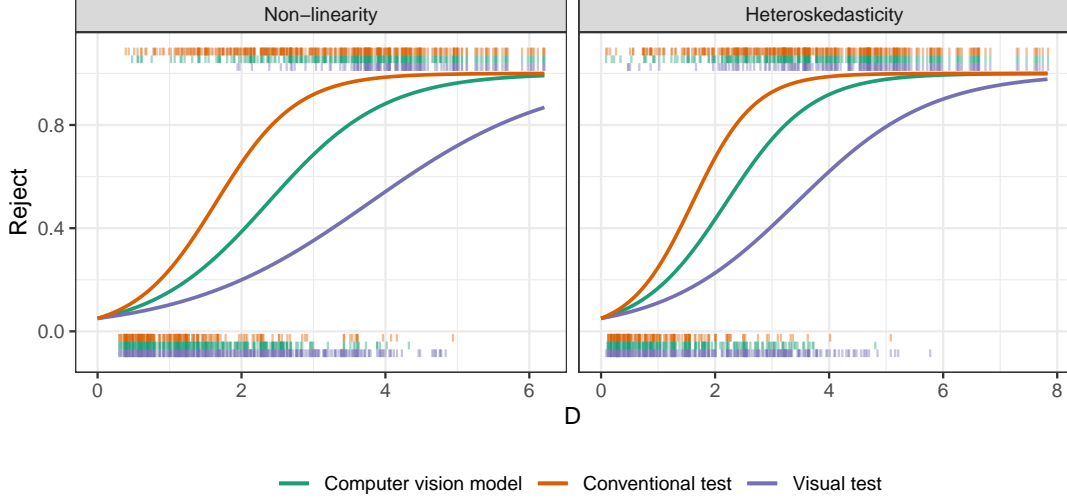 Non−linearity
Heteroskedasticity
0.8
0.4
0.0
Reject
0 2 4 6
0 2 4 6 8
D
Computer vision model Conventional test Visual test